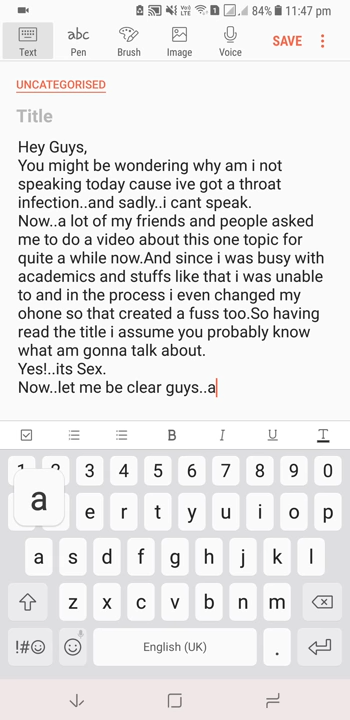 84% 11:47 pm
Text
abc
Pen
Brush
Image
Voice
SAVE
UNCATEGORISED
Title
Hey Guys,
You might be wondering why am i not
speaking today cause ive got a throat
infection..and sadly..i cant speak.
Now..a lot of my friends and people asked
me to do a video about this one topic for
quite a while now.And since i was busy with
academics and stuffs like that i was unable
to and in the process i even changed my
ohone so that created a fuss too.So having
read the title i assume you probably know
what am gonna talk about.
Yes!..its Sex.
Now..let me be clear guys..a
B I U T
1 2 3 4 5 6 7 8 9 0
a
e r t y u i o p
a s d f g h j k l
z x c v b n m
!#☺ English (UK) .